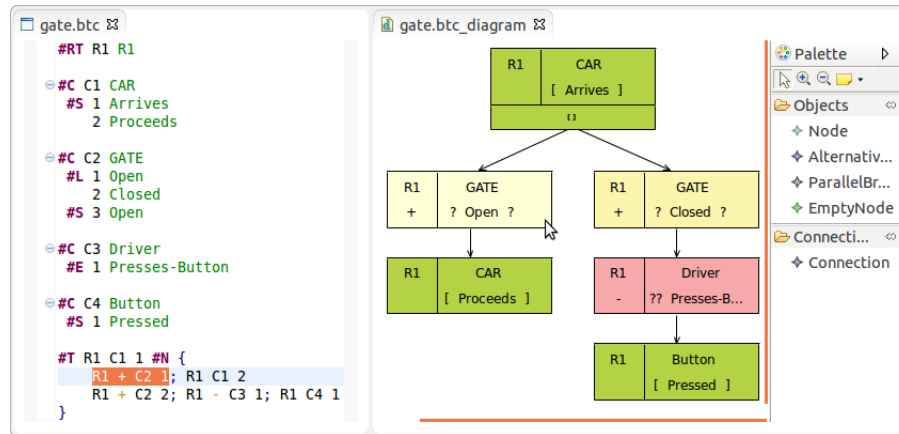 gate.btc
#RT R1 R1
#C C1 CAR
#S 1 Arrives
2 Proceeds
#C C2 GATE
#L 1 Open
2 Closed
#S 3 Open
#C C3 Driver
#E 1 Presses-Button
#C C4 Button
#S 1 Pressed
#T R1 C1 1 #N {
R1 + C2 1; R1 C1 2
R1 + C2 2; R1 - C3 1; R1 C4 1
}
gate.btc_diagram
R1 CAR
[ Arrives ]
[]
R1 GATE
+ ? Open ?
R1 GATE
+ ? Closed ?
R1 CAR
[ Proceeds ]
R1 Driver
- ?? Presses-B...
R1 Button
[ Pressed ]
Palette
Objects
Node
Alternativ...
ParallelBr...
EmptyNode
Connecti...
Connection